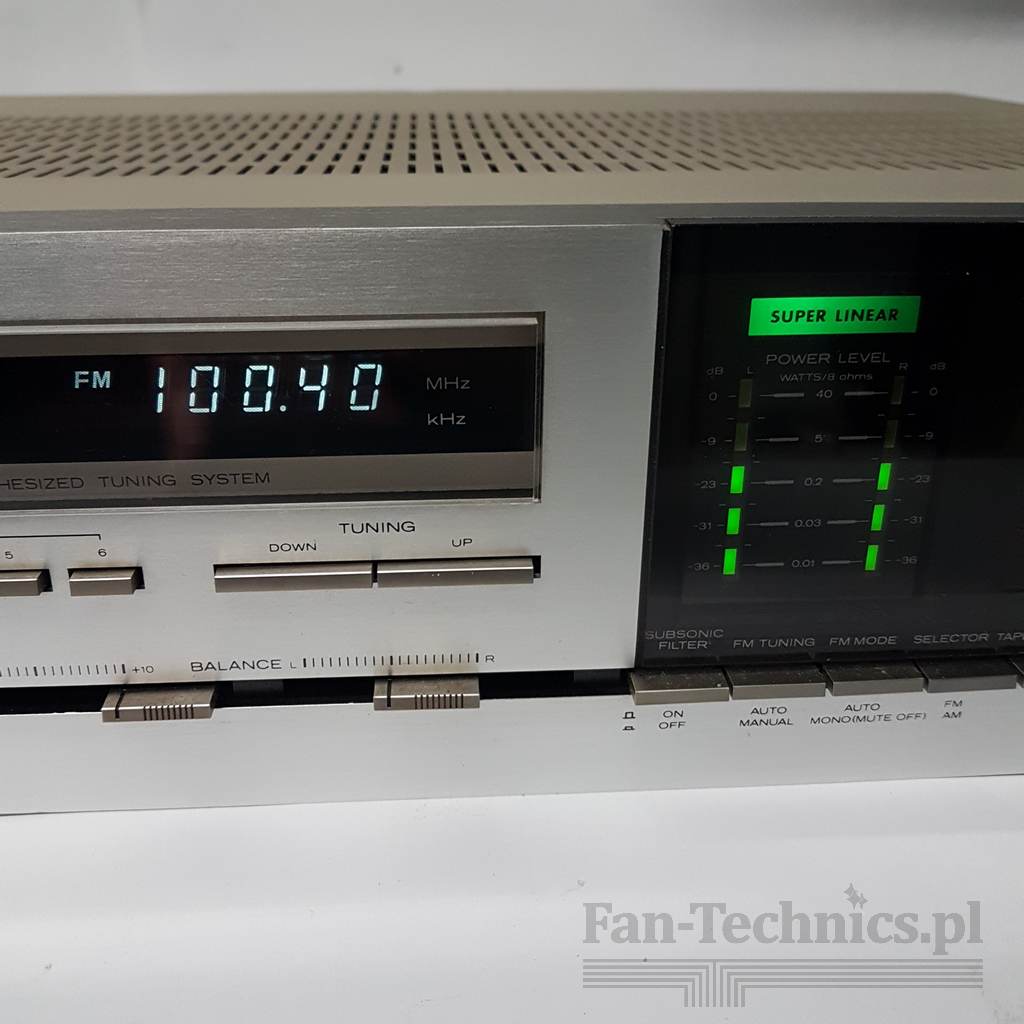 SUPER LINEAR
POWER LEVEL
WATTS/8 ohms
dB L R dB
0 40 0
-9 5 -9
-23 0.2 -23
-31 0.03 -31
-36 0.01 -36
FM 100.40 MHz
kHz
HESIZED TUNING SYSTEM
TUNING
5 6 DOWN UP
+10 BALANCE L R
SUBSONIC FILTER
FM TUNING
FM MODE
SELECTOR
TAP
ON
OFF
AUTO
MANUAL
AUTO
MONO(MUTE OFF)
FM
AM
Fan-Technics.pl